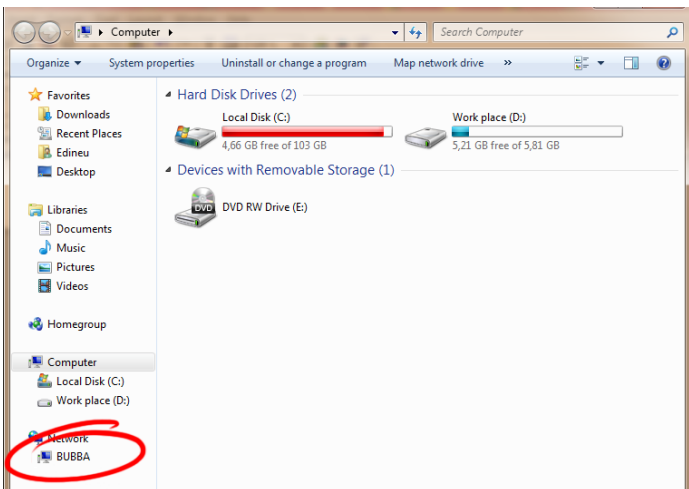 Computer
Search Computer
Organize
System properties
Uninstall or change a program
Map network drive
»
Favorites
Downloads
Recent Places
Edineu
Desktop
Libraries
Documents
Music
Pictures
Videos
Homegroup
Computer
Local Disk (C:)
Work place (D:)
Network
BUBBA
Hard Disk Drives (2)
Local Disk (C:)
4,66 GB free of 103 GB
Work place (D:)
5,21 GB free of 5,81 GB
Devices with Removable Storage (1)
DVD
DVD RW Drive (E:)